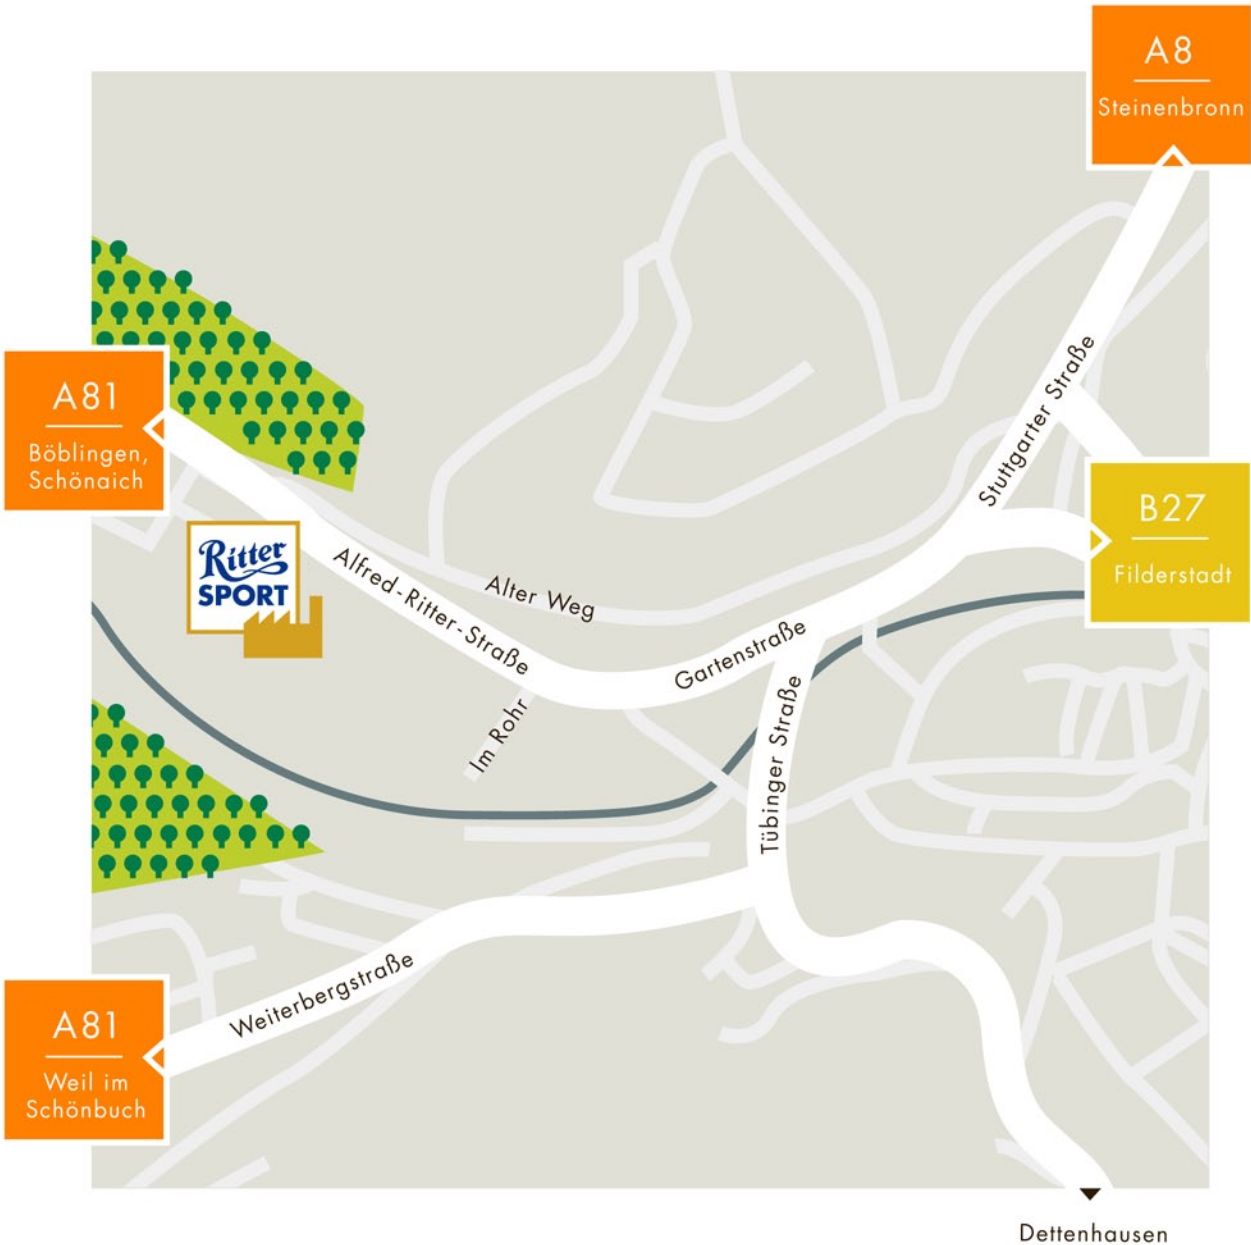 A8
Steinenbronn
A81
Böblingen,
Schönaich
Stuttgarter Straße
B27
Filderstadt
Ritter
SPORT
Alfred-Ritter-Straße
Alter Weg
Gartenstraße
Im Rohr
Tübinger Straße
Weiterbergstraße
A81
Weil im
Schönbuch
Dettenhausen